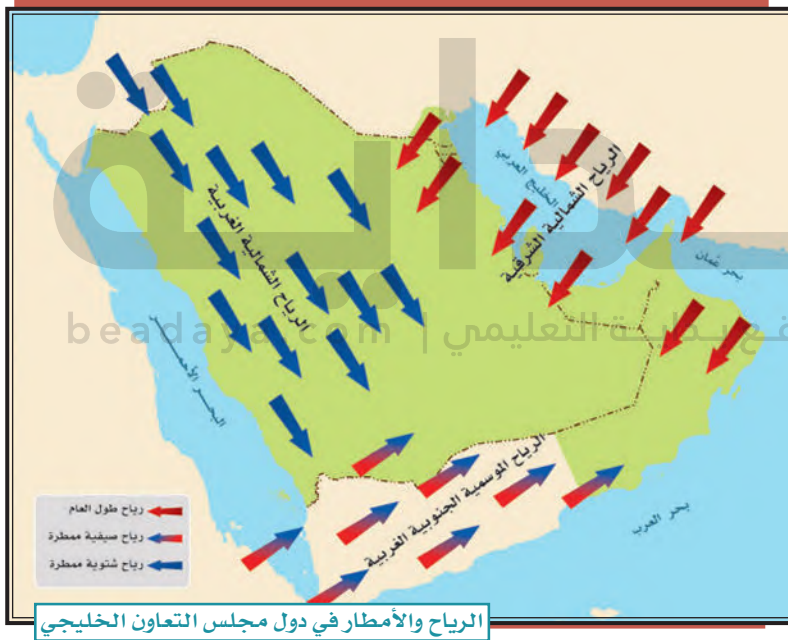 الرياح الشمالية الشرقية
الخليج العربي
بحر عُمان
الرياح الشمالية الغربية
beadaya.com | موقع بداية التعليمي
البحر الأحمر
الرياح الموسمية الجنوبية الغربية
بحر العرب
رياح طول العام
رياح صيفية ممطرة
رياح شتوية ممطرة
الرياح والأمطار في دول مجلس التعاون الخليجي